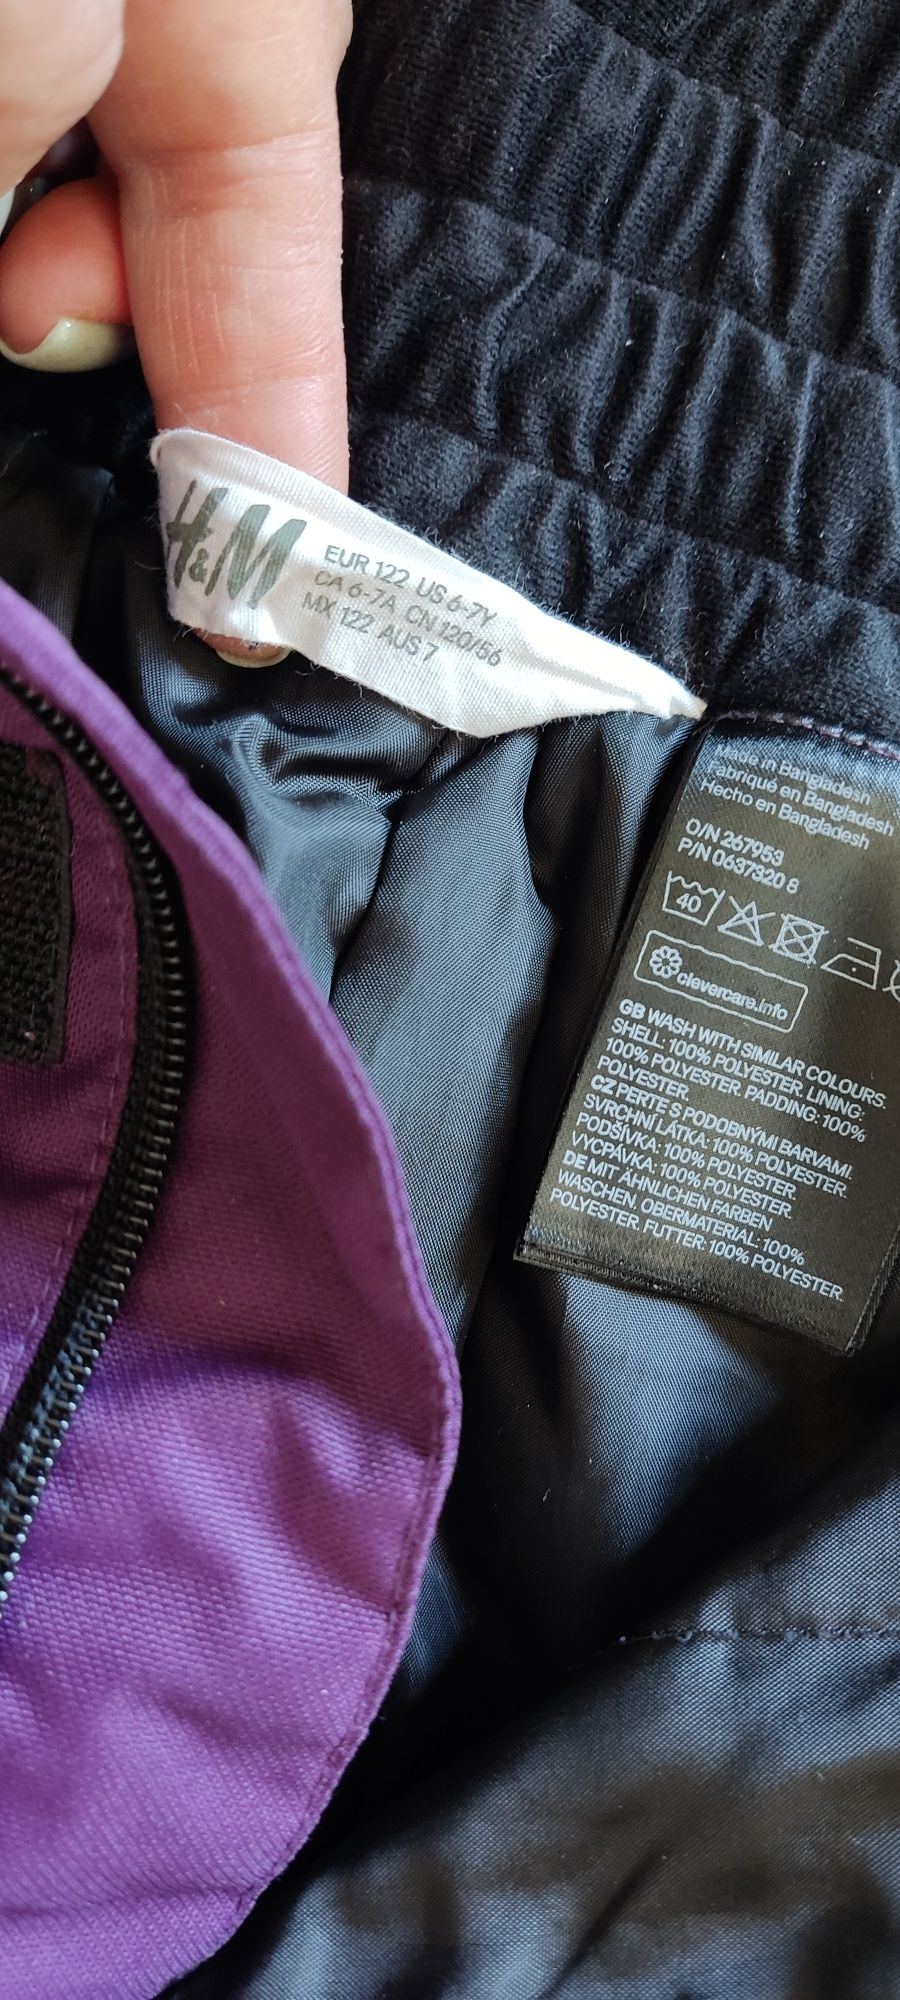 H&M
EUR 122 US 6-7Y
CA 6-7A CN 120/56
MX 122 AUS 7
Made in Bangladesh
Fabriqué en Bangladesh
Hecho en Bangladesh
O/N 267953
P/N 0637320 8
40
clevercare.info
GB WASH WITH SIMILAR COLOURS.
SHELL: 100% POLYESTER. LINING:
100% POLYESTER. PADDING: 100%
POLYESTER.
CZ PERTE S PODOBNÝMI BARVAMI.
SVRCHNÍ LÁTKA: 100% POLYESTER.
PODŠÍVKA: 100% POLYESTER.
VYCPÁVKA: 100% POLYESTER.
DE MIT ÄHNLICHEN FARBEN
WASCHEN. OBERMATERIAL: 100%
POLYESTER. FUTTER: 100% POLYESTER.